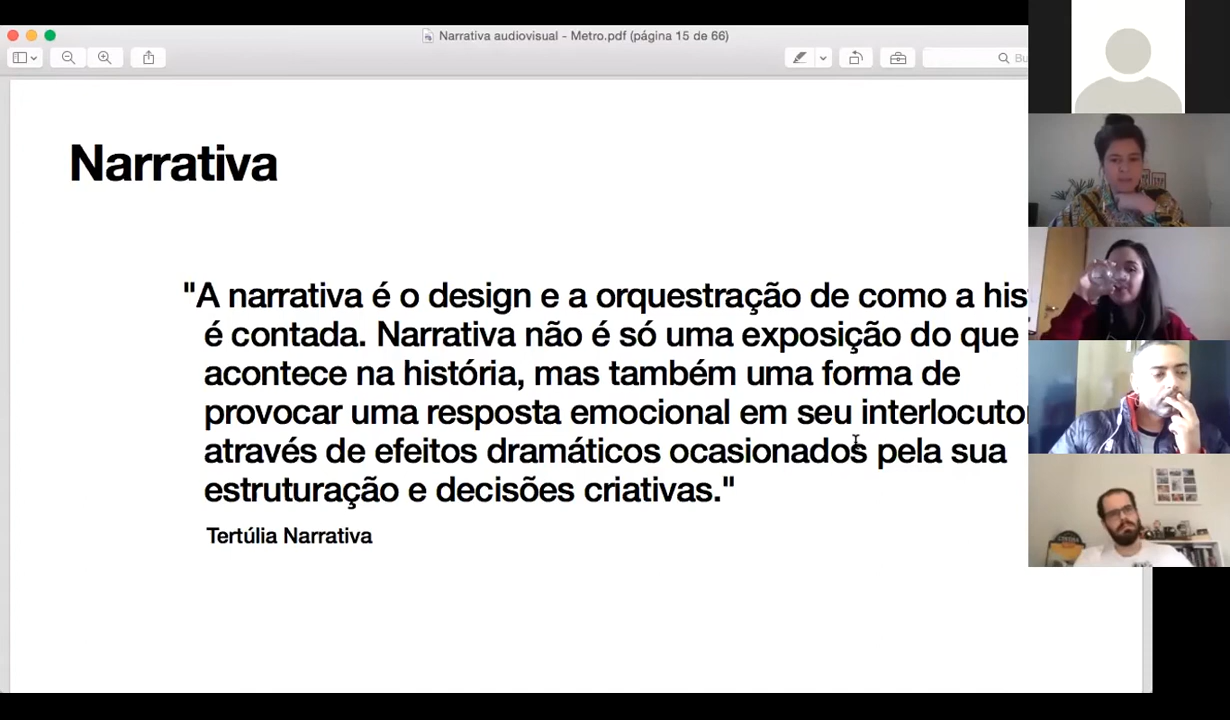 Narrativa audiovisual - Metro.pdf (página 15 de 66)
Narrativa
"A narrativa é o design e a orquestração de como a
é contada. Narrativa não é só uma exposição do que
acontece na história, mas também uma forma de
provocar uma resposta emocional em seu
através de efeitos dramáticos ocasionados pela sua
estruturação e decisões criativas."
Tertúlia Narrativa